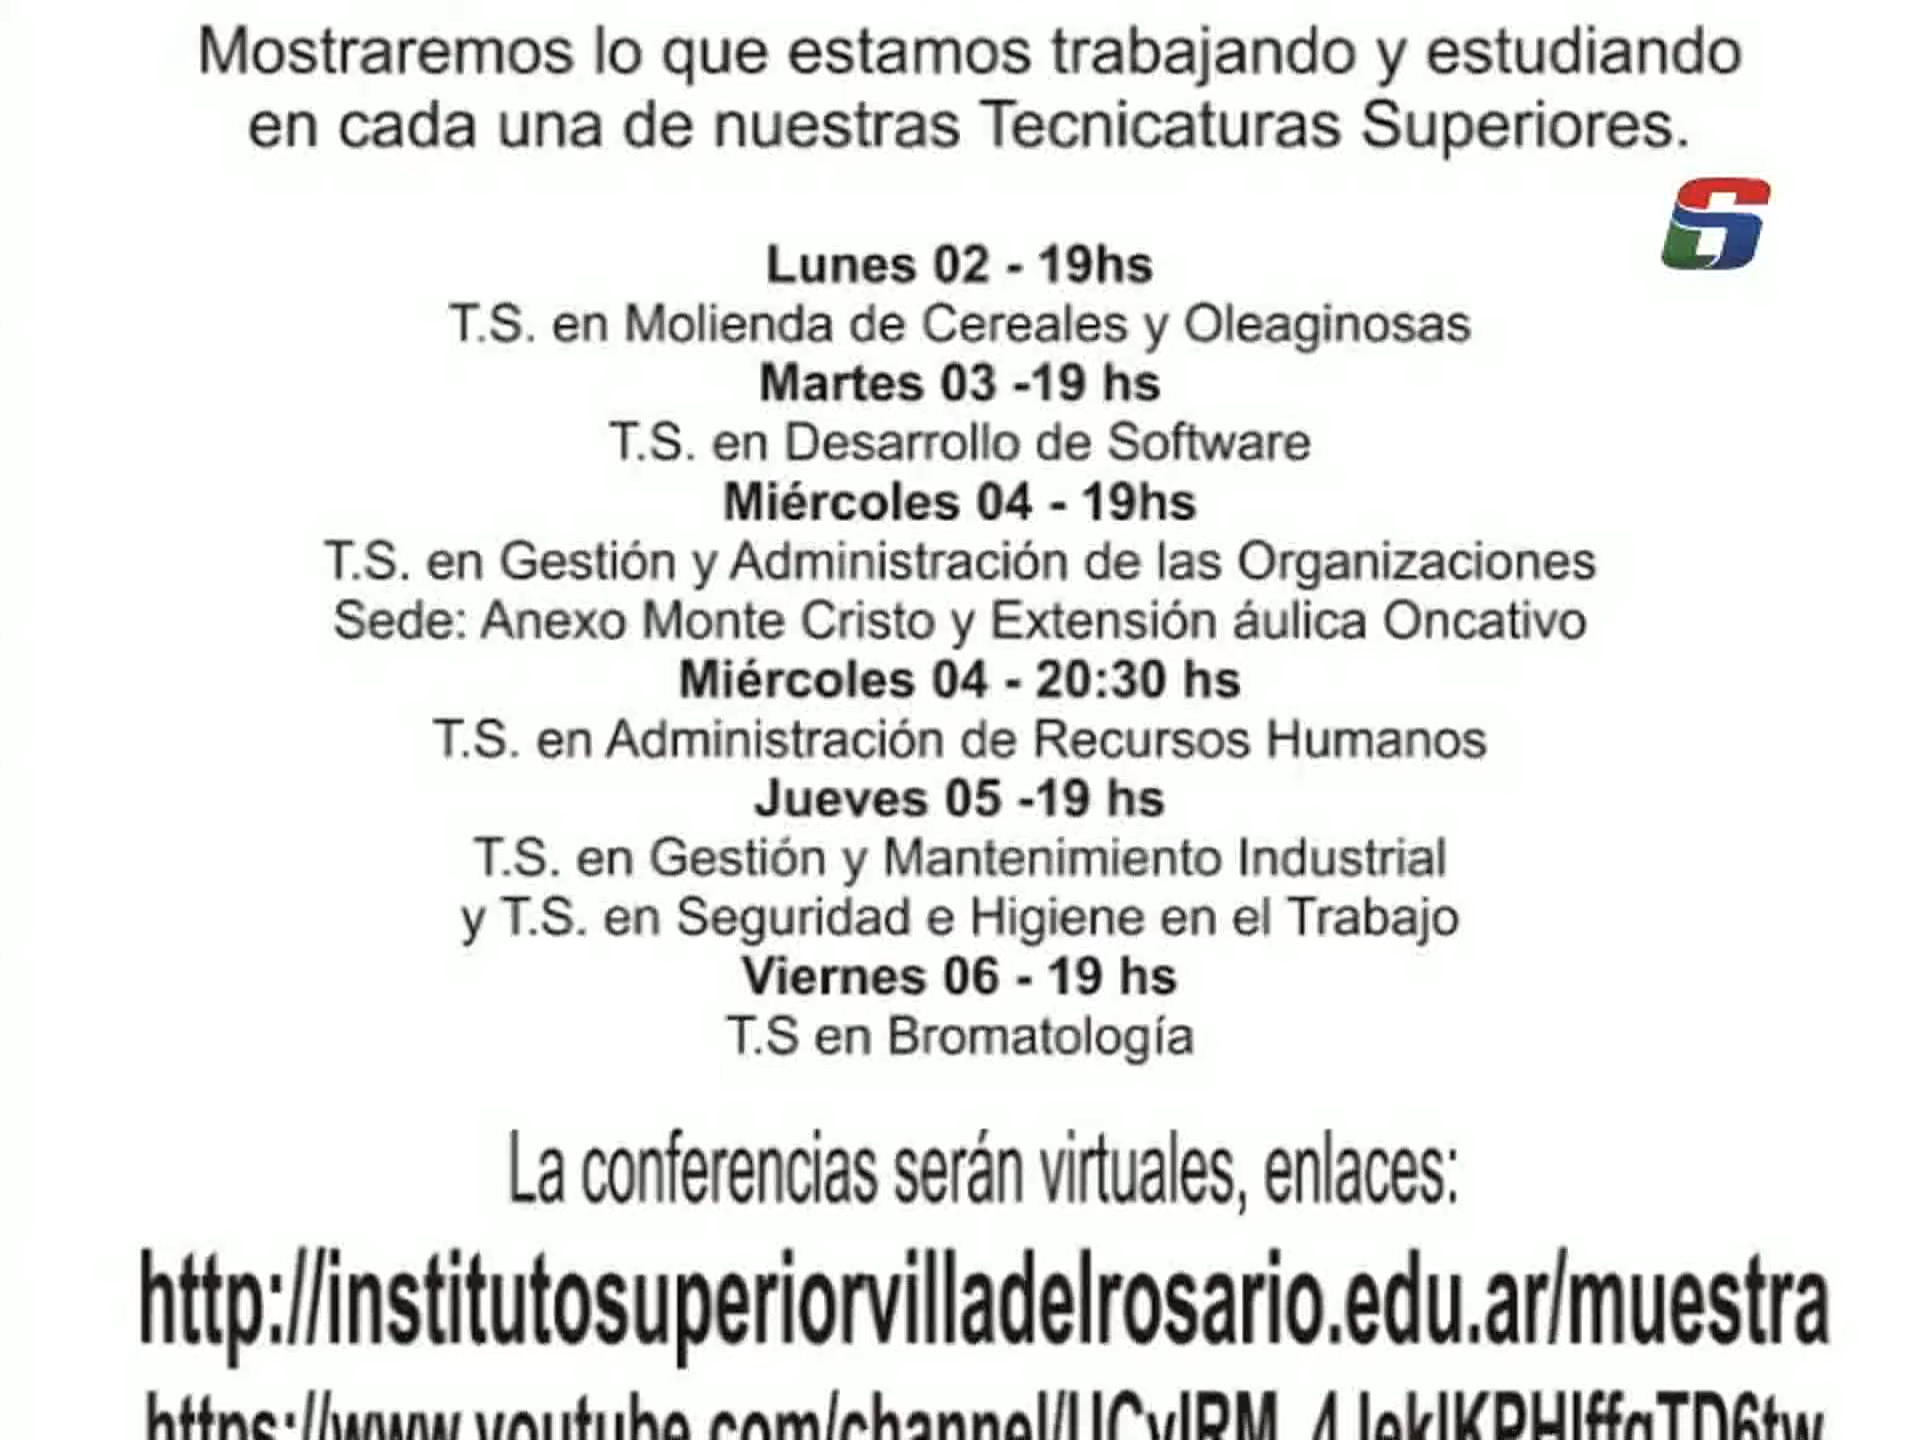 Mostraremos lo que estamos trabajando y estudiando
en cada una de nuestras Tecnicaturas Superiores.
Lunes 02 - 19hs
T.S. en Molienda de Cereales y Oleaginosas
Martes 03 -19 hs
T.S. en Desarrollo de Software
Miércoles 04 - 19hs
T.S. en Gestión y Administración de las Organizaciones
Sede: Anexo Monte Cristo y Extensión áulica Oncativo
Miércoles 04 - 20:30 hs
T.S. en Administración de Recursos Humanos
Jueves 05 -19 hs
T.S. en Gestión y Mantenimiento Industrial
y T.S. en Seguridad e Higiene en el Trabajo
Viernes 06 - 19 hs
T.S en Bromatología
La conferencias serán virtuales, enlaces:
http://institutosuperiorvilladelrosario.edu.ar/muestra